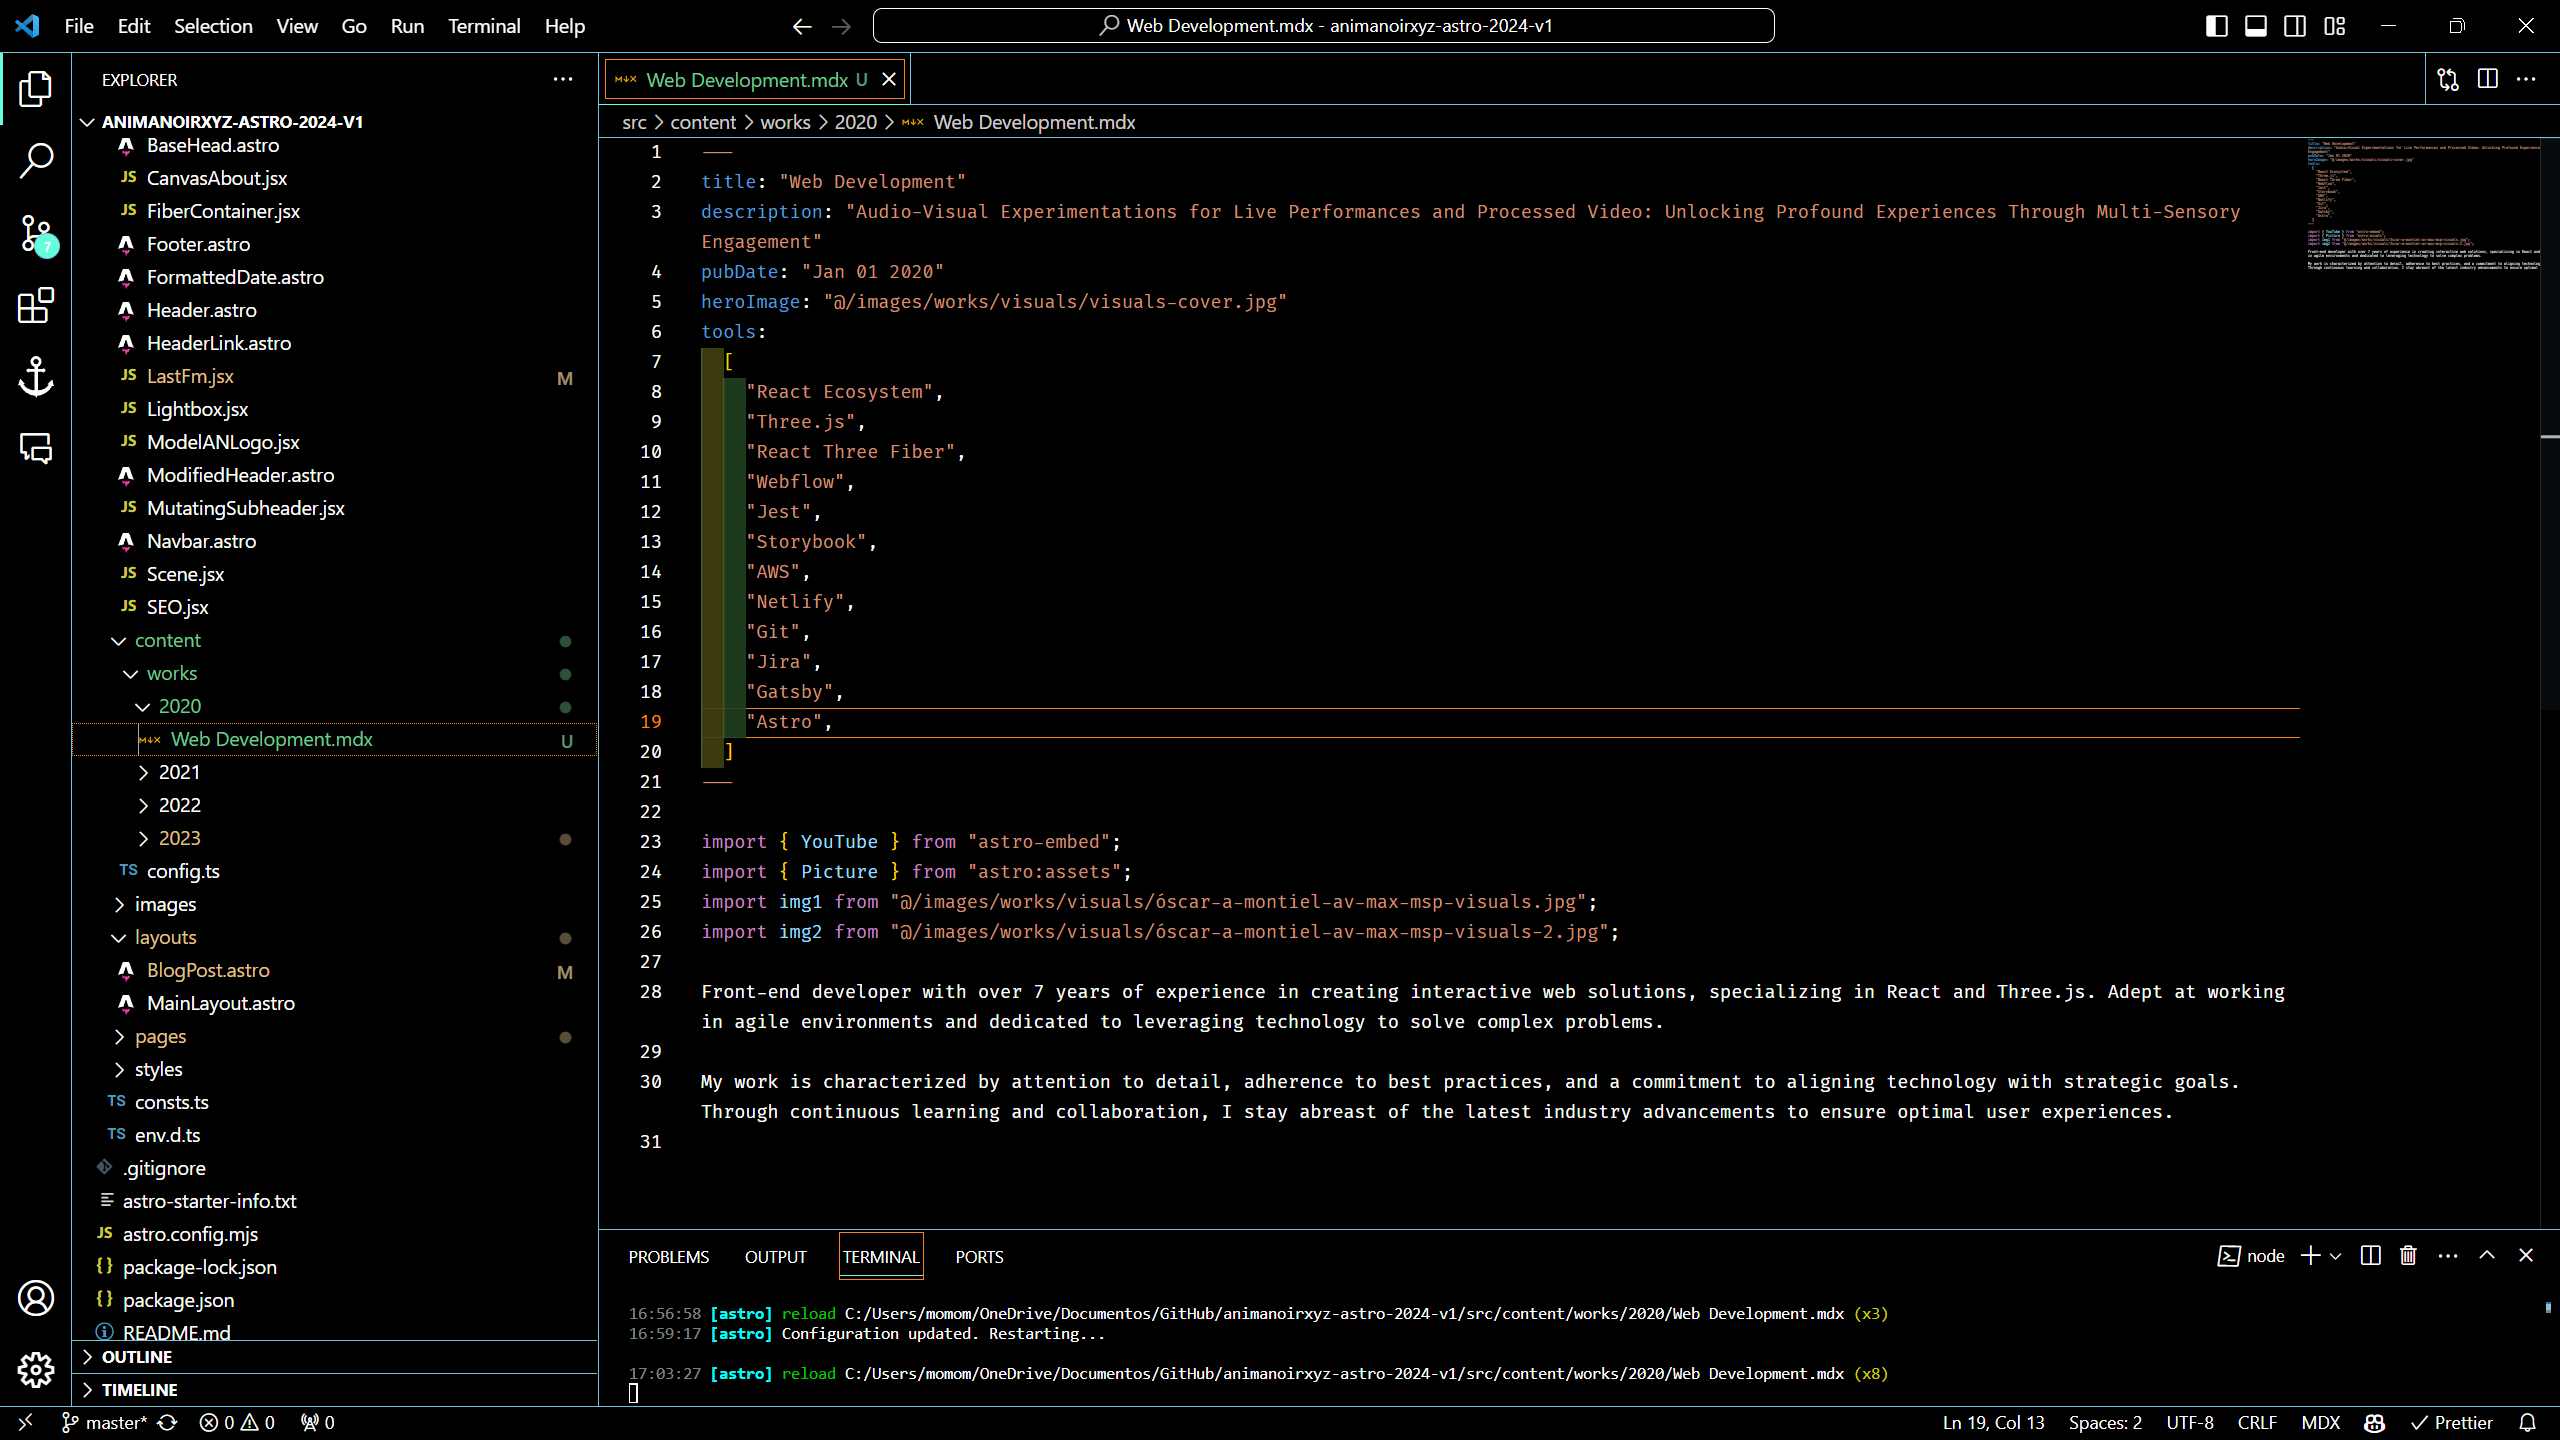 File Edit Selection View Go Run Terminal Help
Web Development.mdx - animanoirxyz-astro-2024-v1
EXPLORER
ANIMANOIRXYZ-ASTRO-2024-V1
BaseHead.astro
JS CanvasAbout.jsx
JS FiberContainer.jsx
Footer.astro
FormattedDate.astro
Header.astro
HeaderLink.astro
JS LastFm.jsx M
JS Lightbox.jsx
JS ModelANLogo.jsx
ModifiedHeader.astro
JS MutatingSubheader.jsx
Navbar.astro
JS Scene.jsx
JS SEO.jsx
content
works
2020
Web Development.mdx U
2021
2022
2023
TS config.ts
images
layouts
BlogPost.astro M
MainLayout.astro
pages
styles
TS consts.ts
TS env.d.ts
.gitignore
astro-starter-info.txt
JS astro.config.mjs
{} package-lock.json
{} package.json
README.md
OUTLINE
TIMELINE
7
Web Development.mdx U
src > content > works > 2020 > Web Development.mdx
1 ---
2 title: "Web Development"
3 description: "Audio-Visual Experimentations for Live Performances and Processed Video: Unlocking Profound Experiences Through Multi-Sensory
Engagement"
4 pubDate: "Jan 01 2020"
5 heroImage: "@/images/works/visuals/visuals-cover.jpg"
6 tools:
7 [
8 "React Ecosystem",
9 "Three.js",
10 "React Three Fiber",
11 "Webflow",
12 "Jest",
13 "Storybook",
14 "AWS",
15 "Netlify",
16 "Git",
17 "Jira",
18 "Gatsby",
19 "Astro",
20 ]
21 ---
22
23 import { YouTube } from "astro-embed";
24 import { Picture } from "astro:assets";
25 import img1 from "@/images/works/visuals/óscar-a-montiel-av-max-msp-visuals.jpg";
26 import img2 from "@/images/works/visuals/óscar-a-montiel-av-max-msp-visuals-2.jpg";
27
28 Front-end developer with over 7 years of experience in creating interactive web solutions, specializing in React and Three.js. Adept at working
in agile environments and dedicated to leveraging technology to solve complex problems.
29
30 My work is characterized by attention to detail, adherence to best practices, and a commitment to aligning technology with strategic goals.
Through continuous learning and collaboration, I stay abreast of the latest industry advancements to ensure optimal user experiences.
31
PROBLEMS OUTPUT TERMINAL PORTS
node
16:56:58 [astro] reload C:/Users/momom/OneDrive/Documentos/GitHub/animanoirxyz-astro-2024-v1/src/content/works/2020/Web Development.mdx (x3)
16:59:17 [astro] Configuration updated. Restarting...
17:03:27 [astro] reload C:/Users/momom/OneDrive/Documentos/GitHub/animanoirxyz-astro-2024-v1/src/content/works/2020/Web Development.mdx (x8)
master* 0 0 0
Ln 19, Col 13 Spaces: 2 UTF-8 CRLF MDX Prettier